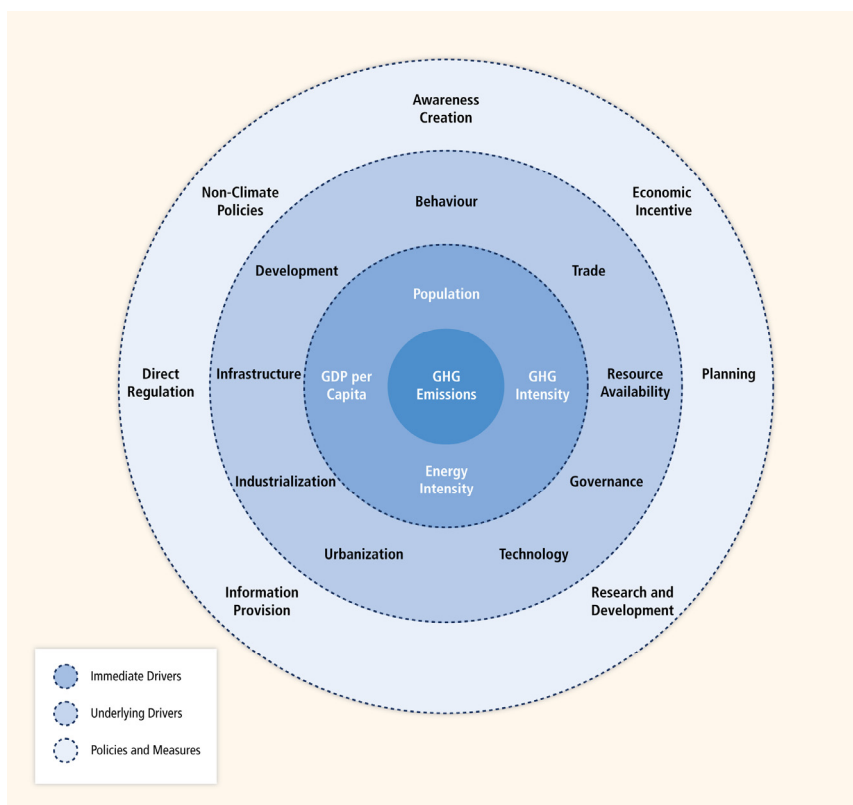 Awareness
Creation
Non-Climate
Policies
Economic
Incentive
Behaviour
Development
Trade
Population
Direct
Regulation
Infrastructure
GDP per
Capita
GHG
Emissions
GHG
Intensity
Resource
Availability
Planning
Energy
Intensity
Industrialization
Governance
Urbanization
Technology
Information
Provision
Research and
Development
Immediate Drivers
Underlying Drivers
Policies and Measures